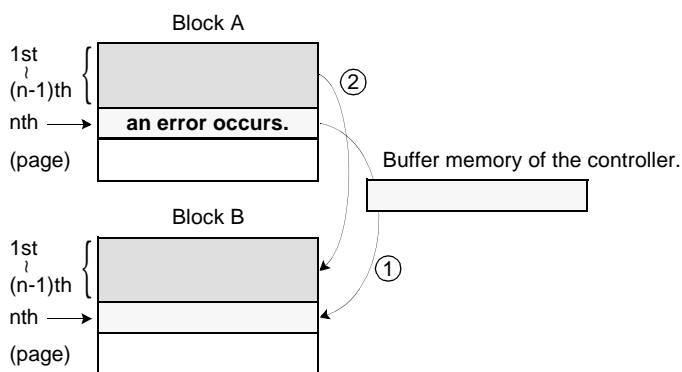 Block A
1st
~
(n-1)th
nth
an error occurs.
(page)
2
Buffer memory of the controller.
Block B
1st
~
(n-1)th
1
nth
(page)